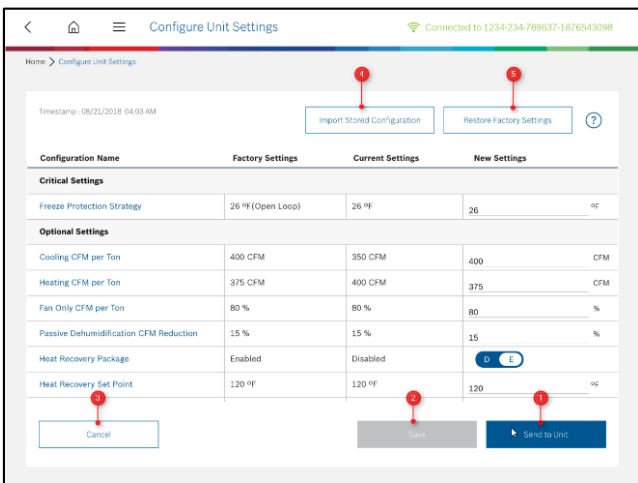 Configure Unit Settings
Connected to 1234-234-789637-1876543098
Home > Configure Unit Settings
4
5
Timestamp : 08/21/2018 04:03 AM
Import Stored Configuration
Restore Factory Settings
?
Configuration Name Factory Settings Current Settings New Settings
Critical Settings
Freeze Protection Strategy 26 ºF(Open Loop) 26 ºF 26 ºF
Optional Settings
Cooling CFM per Ton 400 CFM 350 CFM 400 CFM
Heating CFM per Ton 375 CFM 400 CFM 375 CFM
Fan Only CFM per Ton 80 % 80 % 80 %
Passive Dehumidification CFM Reduction 15 % 15 % 15 %
Heat Recovery Package Enabled Disabled D E
Heat Recovery Set Point 120 ºF 120 ºF 120 ºF
3
2
1
Cancel
Save
Send to Unit